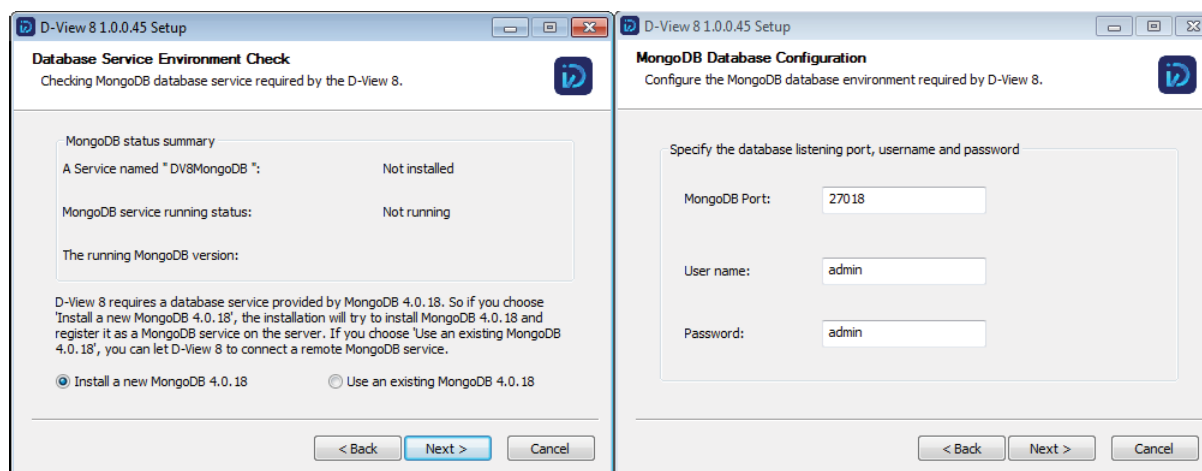 D-View 8 1.0.0.45 Setup
Database Service Environment Check
Checking MongoDB database service required by the D-View 8.
MongoDB status summary
A Service named " DV8MongoDB ": Not installed
MongoDB service running status: Not running
The running MongoDB version:
D-View 8 requires a database service provided by MongoDB 4.0.18. So if you choose
'Install a new MongoDB 4.0.18', the installation will try to install MongoDB 4.0.18 and
register it as a MongoDB service on the server. If you choose 'Use an existing MongoDB
4.0.18', you can let D-View 8 to connect a remote MongoDB service.
Install a new MongoDB 4.0.18 Use an existing MongoDB 4.0.18
< Back Next > Cancel
D-View 8 1.0.0.45 Setup
MongoDB Database Configuration
Configure the MongoDB database environment required by D-View 8.
Specify the database listening port, username and password
MongoDB Port: 27018
User name: admin
Password: admin
< Back Next > Cancel